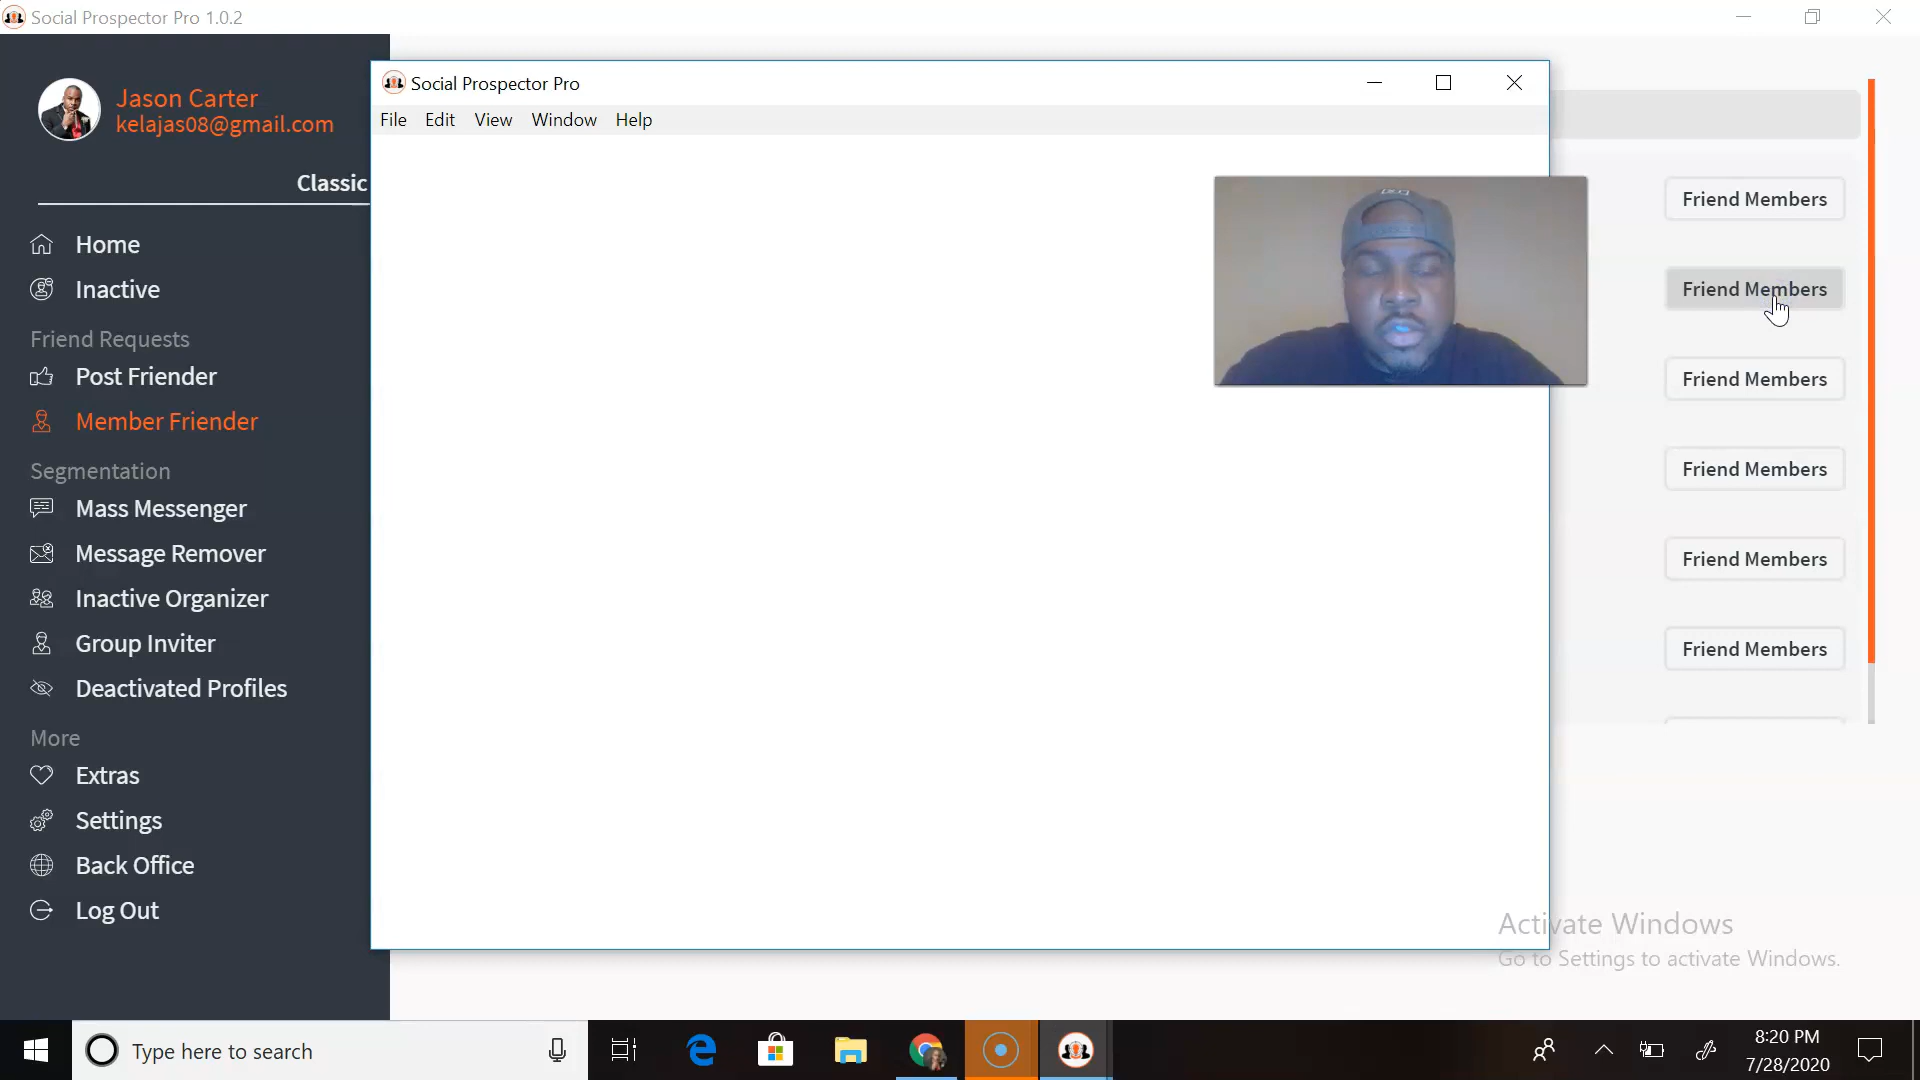 Social Prospector Pro 1.0.2
Jason Carter
kelajas08@gmail.com
Classic
Home
Inactive
Friend Requests
Post Friender
Member Friender
Segmentation
Mass Messenger
Message Remover
Inactive Organizer
Group Inviter
Deactivated Profiles
More
Extras
Settings
Back Office
Log Out
Social Prospector Pro
File Edit View Window Help
Friend Members
Friend Members
Friend Members
Friend Members
Friend Members
Friend Members
Activate Windows
Go to Settings to activate Windows.
Type here to search
8:20 PM
7/28/2020